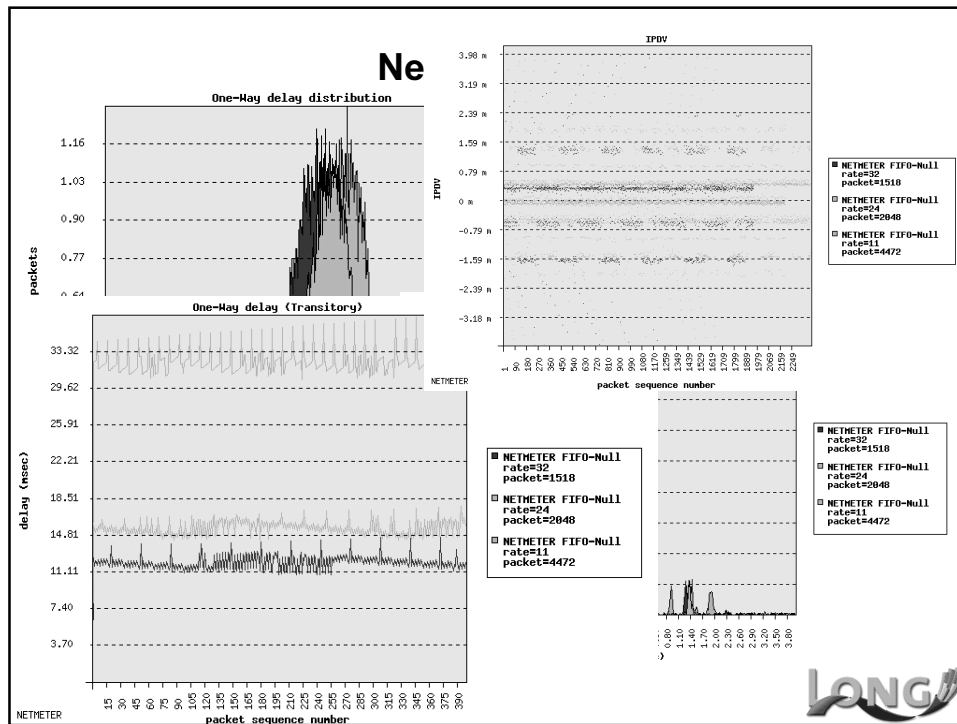 Ne
One-Way delay distribution
packets
1.16
1.03
0.90
0.77
IPDV
IPDV
3.98 m
3.19 m
2.39 m
1.59 m
0.79 m
0 m
-0.79 m
-1.59 m
-2.39 m
-3.18 m
1 90 180 270 360 450 540 630 720 810 900 990 1080 1170 1259 1349 1439 1529 1619 1709 1799 1889 1979 2069 2159 2249
packet sequence number
NETMETER
NETMETER FIFO-Null
rate=32
packet=1518
NETMETER FIFO-Null
rate=24
packet=2048
NETMETER FIFO-Null
rate=11
packet=4472
One-Way delay (Transitory)
delay (msec)
33.32
29.62
25.91
22.21
18.51
14.81
11.11
7.40
3.70
15 30 45 60 75 90 105 120 135 150 165 180 195 210 225 240 255 270 285 300 315 330 345 360 375 390
packet sequence number
NETMETER
NETMETER FIFO-Null
rate=32
packet=1518
NETMETER FIFO-Null
rate=24
packet=2048
NETMETER FIFO-Null
rate=11
packet=4472
0.80 1.10 1.40 1.70 2.00 2.30 2.60 2.90 3.20 3.50 3.80
NETMETER FIFO-Null
rate=32
packet=1518
NETMETER FIFO-Null
rate=24
packet=2048
NETMETER FIFO-Null
rate=11
packet=4472
LONG